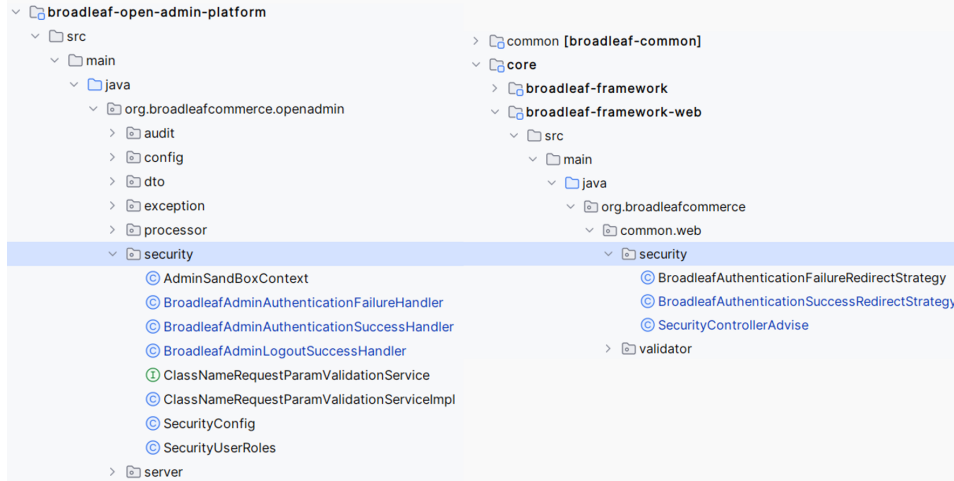 broadleaf-open-admin-platform
src
main
java
org.broadleafcommerce.openadmin
audit
config
dto
exception
processor
security
AdminSandBoxContext
BroadleafAdminAuthenticationFailureHandler
BroadleafAdminAuthenticationSuccessHandler
BroadleafAdminLogoutSuccessHandler
ClassNameRequestParamValidationService
ClassNameRequestParamValidationServiceImpl
SecurityConfig
SecurityUserRoles
server
common [broadleaf-common]
core
broadleaf-framework
broadleaf-framework-web
src
main
java
org.broadleafcommerce
common.web
security
BroadleafAuthenticationFailureRedirectStrategy
BroadleafAuthenticationSuccessRedirectStrategy
SecurityControllerAdvise
validator